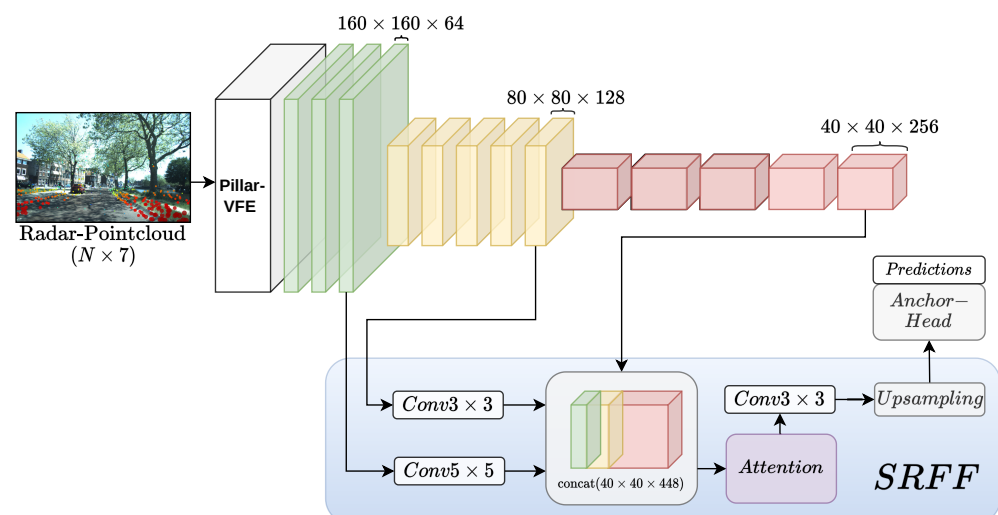 160 × 160 × 64
80 × 80 × 128
40 × 40 × 256
Pillar-
VFE
Radar-Pointcloud
(N × 7)
Predictions
Anchor-
Head
Conv3 × 3
Conv3 × 3
Upsampling
Conv5 × 5
concat(40 × 40 × 448)
Attention
SRFF